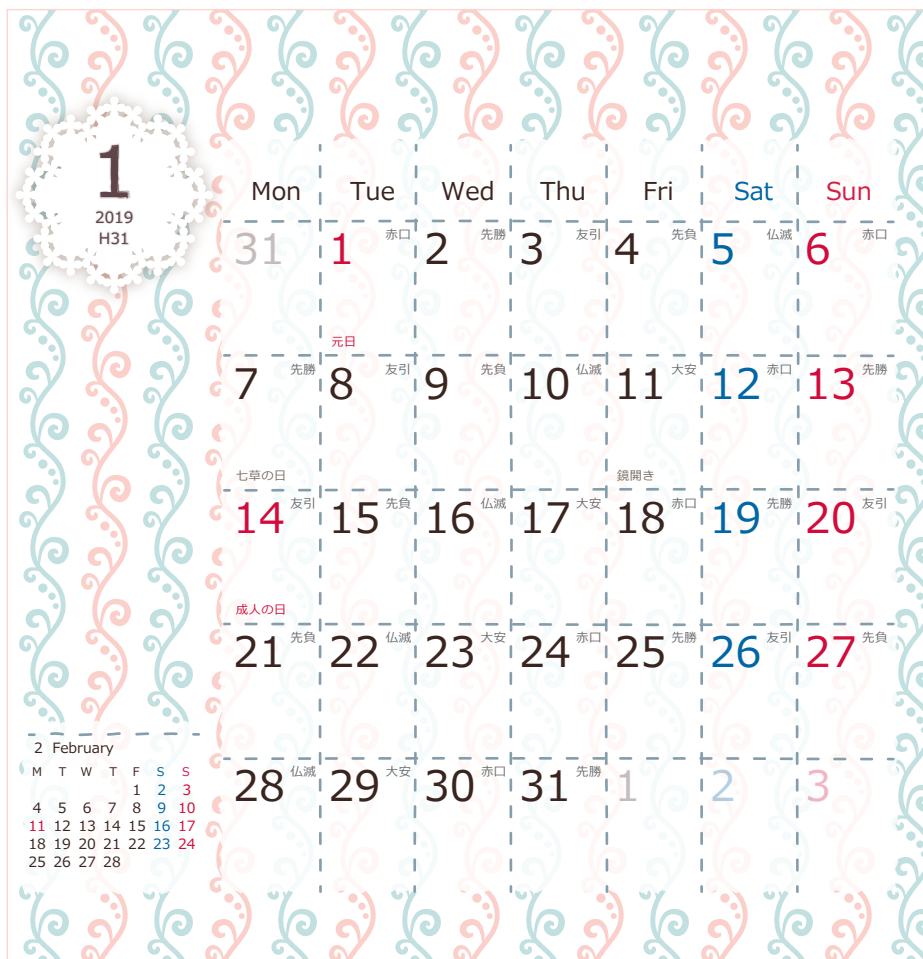 1
2019
H31
Mon Tue Wed Thu Fri Sat Sun
31 1 赤口 2 先勝 3 友引 4 先負 5 仏滅 6 赤口
元日
7 先勝 8 友引 9 先負 10 仏滅 11 大安 12 赤口 13 先勝
七草の日 鏡開き
14 友引 15 先負 16 仏滅 17 大安 18 赤口 19 先勝 20 友引
成人の日
21 先負 22 仏滅 23 大安 24 赤口 25 先勝 26 友引 27 先負
28 仏滅 29 大安 30 赤口 31 先勝 1 2 3
2 February
M T W T F S S
1 2 3
4 5 6 7 8 9 10
11 12 13 14 15 16 17
18 19 20 21 22 23 24
25 26 27 28